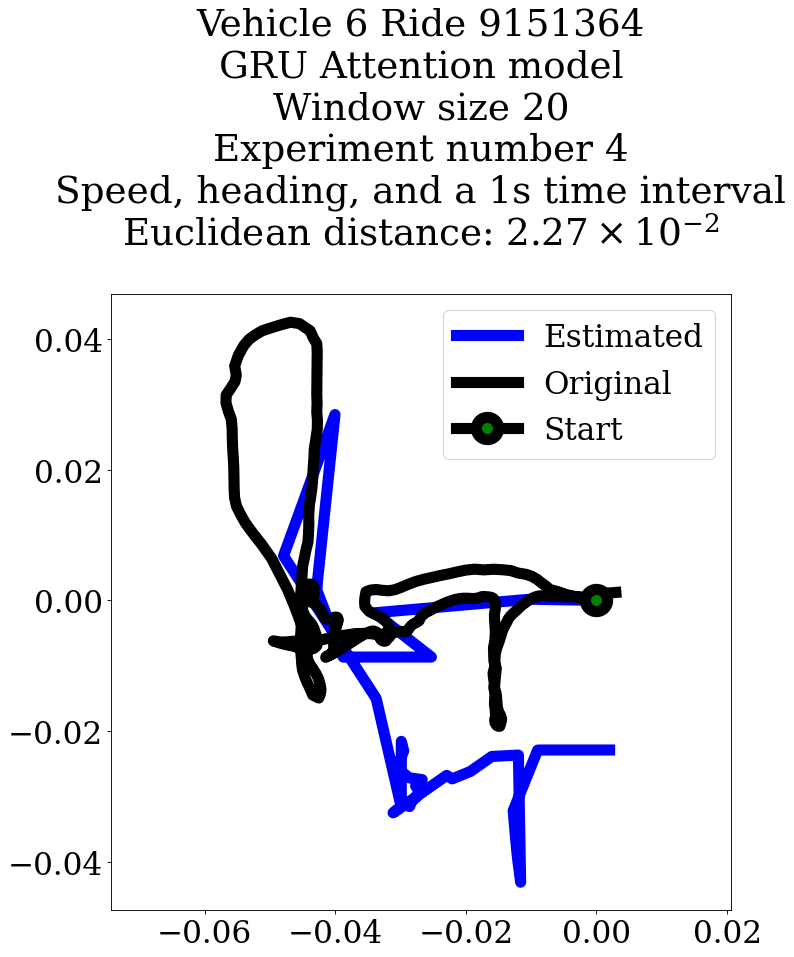 Vehicle 6 Ride 9151364
GRU Attention model
Window size 20
Experiment number 4
Speed, heading, and a 1s time interval
Euclidean distance: 2.27 × 10⁻²
Estimated
Original
Start
0.04
0.02
0.00
−0.02
−0.04
−0.06 −0.04 −0.02 0.00 0.02